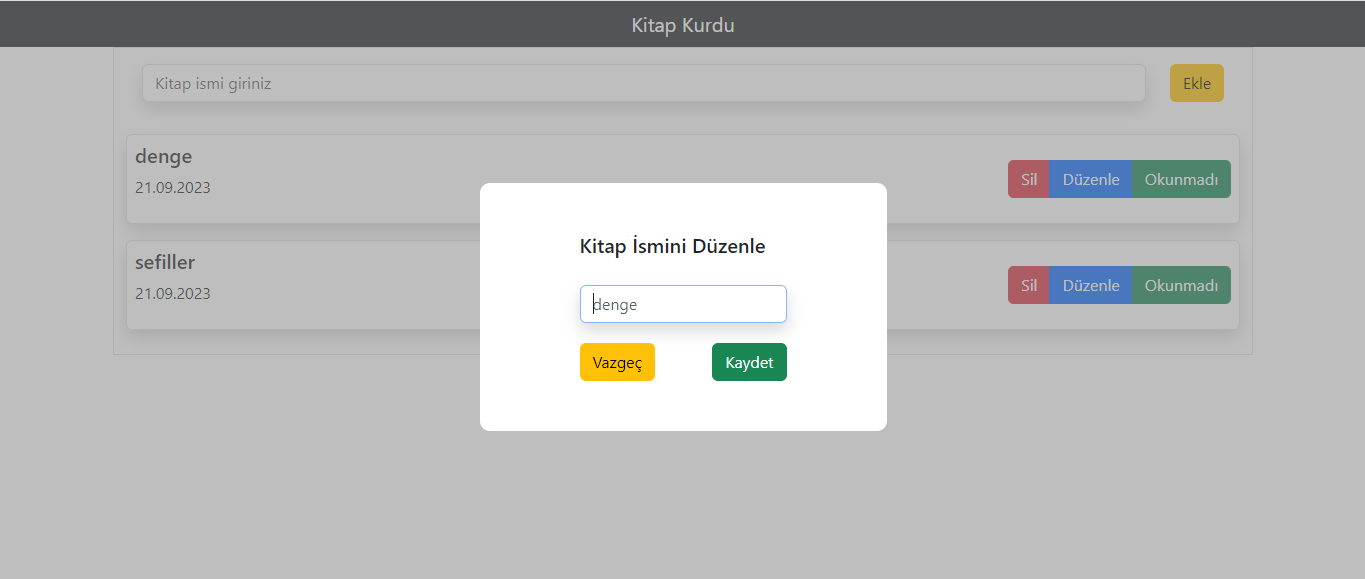 Kitap Kurdu
Kitap ismi giriniz
Ekle
denge
21.09.2023
Sil
Düzenle
Okunmadı
sefiller
21.09.2023
Sil
Düzenle
Okunmadı
Kitap İsmini Düzenle
denge
Vazgeç
Kaydet